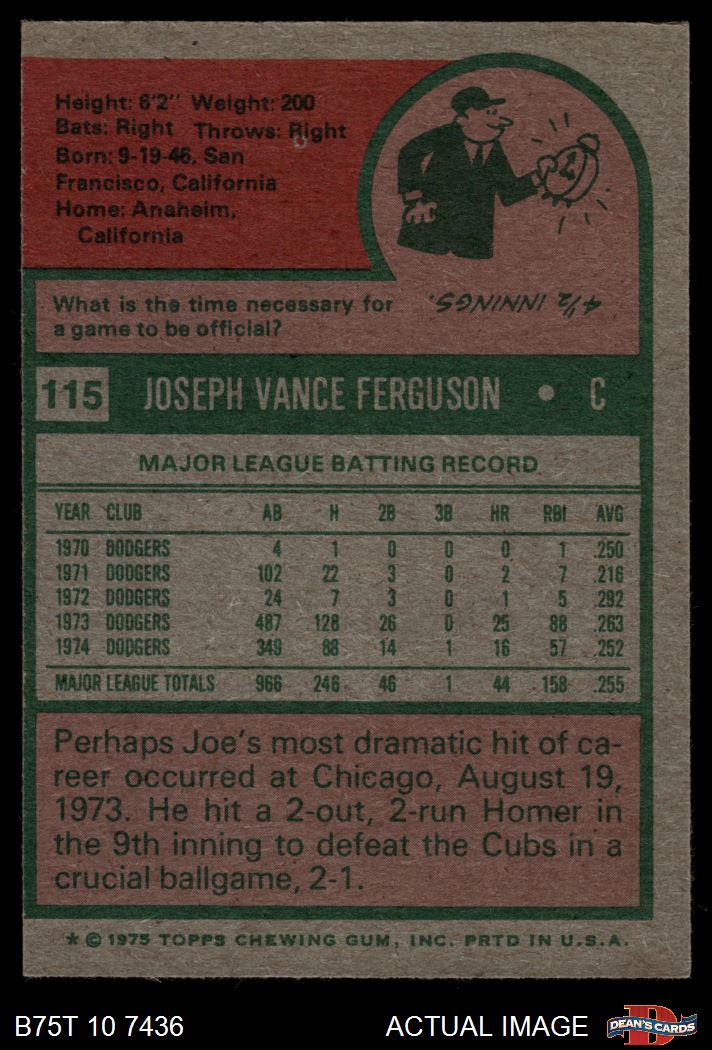 Height: 6'2" Weight: 200
Bats: Right Throws: Right
Born: 9-19-46, San
Francisco, California
Home: Anaheim,
California
What is the time necessary for
a game to be official?
4½ INNINGS.
115 JOSEPH VANCE FERGUSON • C
MAJOR LEAGUE BATTING RECORD
YEAR CLUB AB H 2B 3B HR RBI AVG
1970 DODGERS 4 1 0 0 0 1 .250
1971 DODGERS 102 22 3 0 2 7 .216
1972 DODGERS 24 7 3 0 1 5 .292
1973 DODGERS 487 128 26 0 25 88 .263
1974 DODGERS 349 88 14 1 16 57 .252
MAJOR LEAGUE TOTALS 966 246 46 1 44 158 .255
Perhaps Joe's most dramatic hit of ca-
reer occurred at Chicago, August 19,
1973. He hit a 2-out, 2-run Homer in
the 9th inning to defeat the Cubs in a
crucial ballgame, 2-1.
* © 1975 TOPPS CHEWING GUM, INC. PRTD IN U.S.A.
B75T 10 7436 ACTUAL IMAGE D DEAN'S CARDS